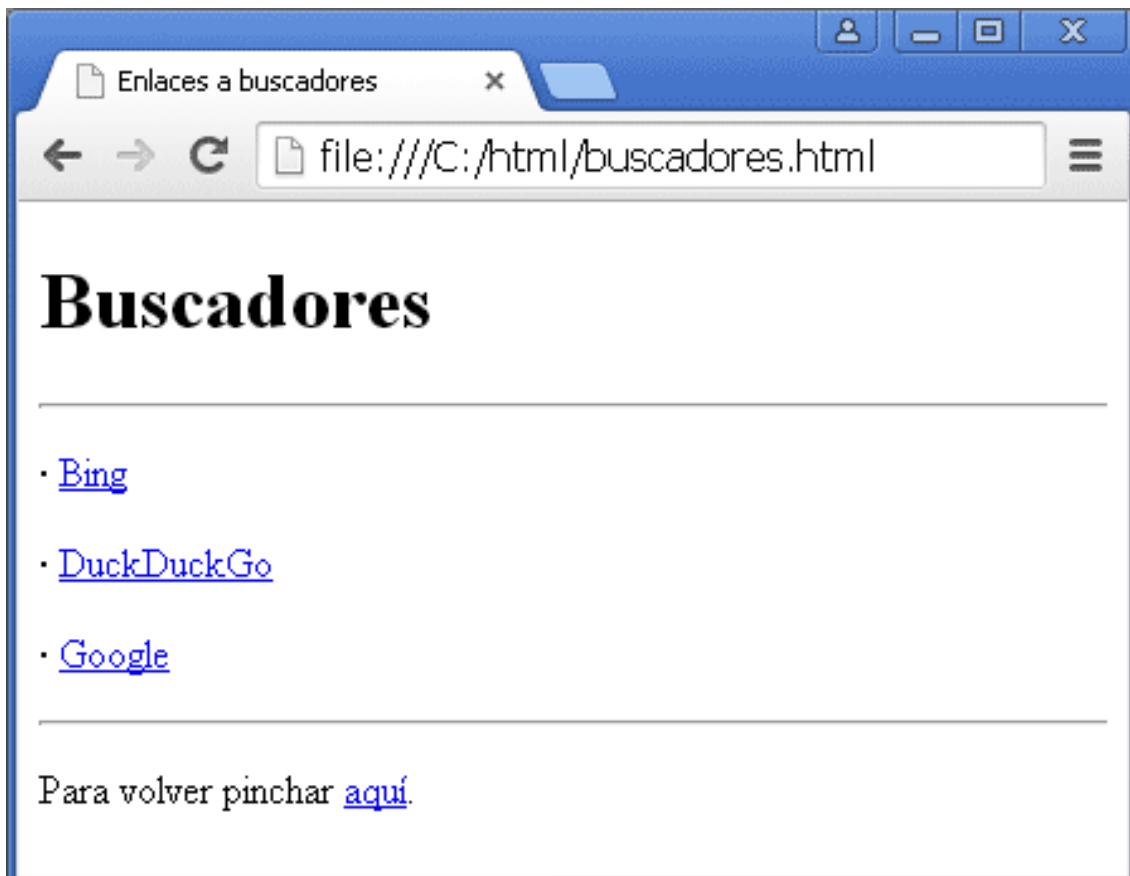 Enlaces a buscadores
file:///C:/html/buscadores.html
Buscadores
· Bing
· DuckDuckGo
· Google
Para volver pinchar aquí.